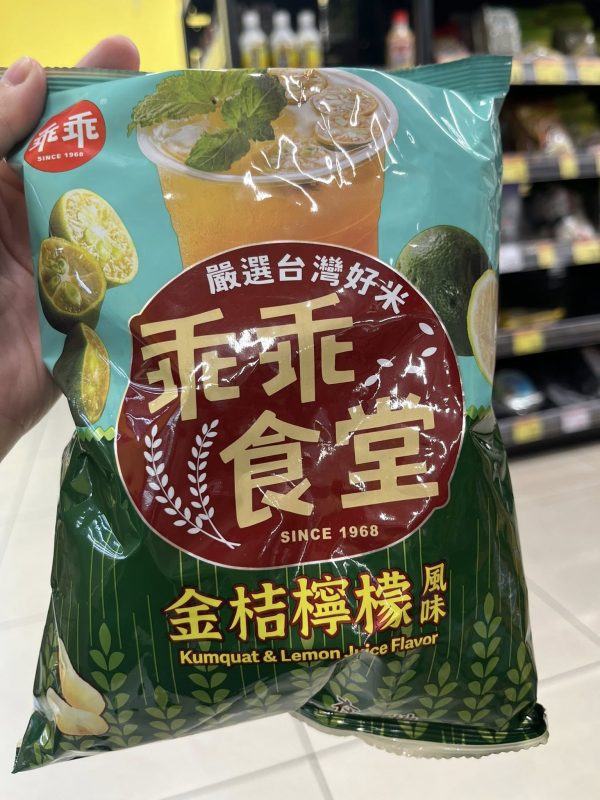 乖乖
SINCE 1968
嚴選台灣好米
乖乖
食堂
SINCE 1968
金桔檸檬風味
Kumquat & Lemon Juice Flavor